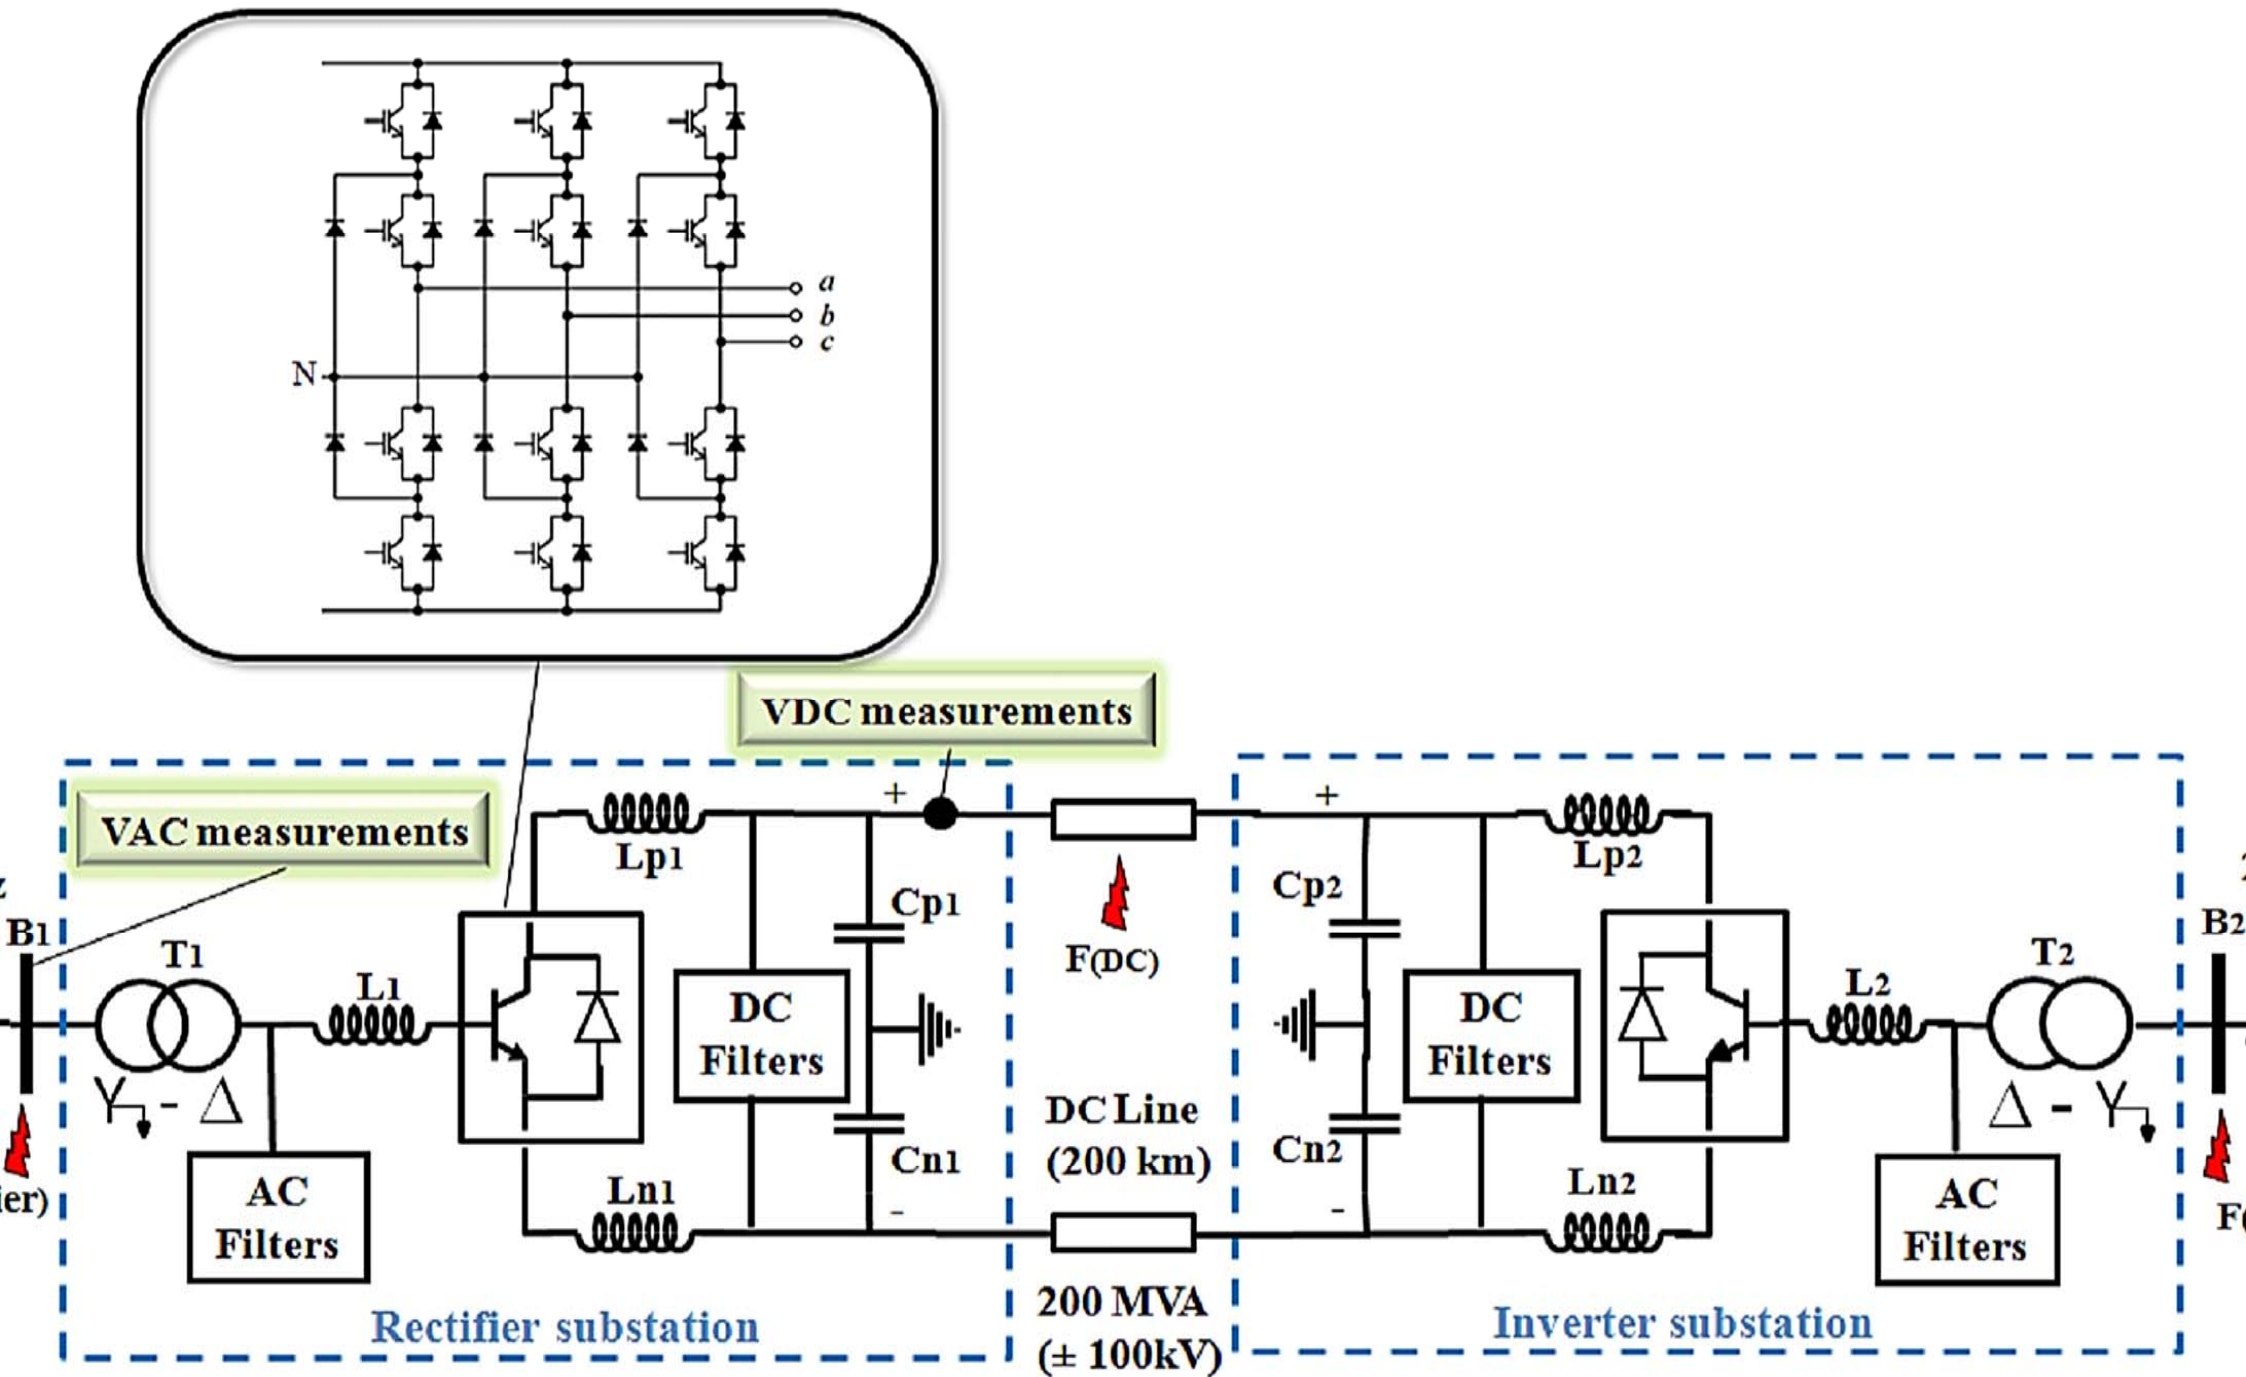 a
b
c
N
VDC measurements
VAC measurements
+
+
Lp1
Lp2
Cp1
Cp2
B1
B2
T1
T2
L1
L2
F(DC)
DC
Filters
DC
Filters
Y - Δ
Δ - Y
DC Line
(200 km)
Cn1
Cn2
Ln1
Ln2
-
-
AC
Filters
AC
Filters
ier)
F(
200 MVA
(± 100kV)
Rectifier substation
Inverter substation